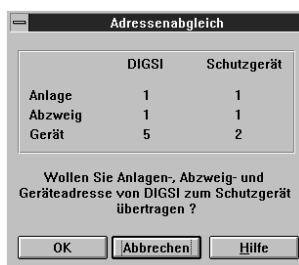 Adressenabgleich
DIGSI Schutzgerät
Anlage 1 1
Abzweig 1 1
Gerät 5 2
Wollen Sie Anlagen-, Abzweig- und
Geräteadresse von DIGSI zum Schutzgerät
übertragen ?
OK Abbrechen Hilfe